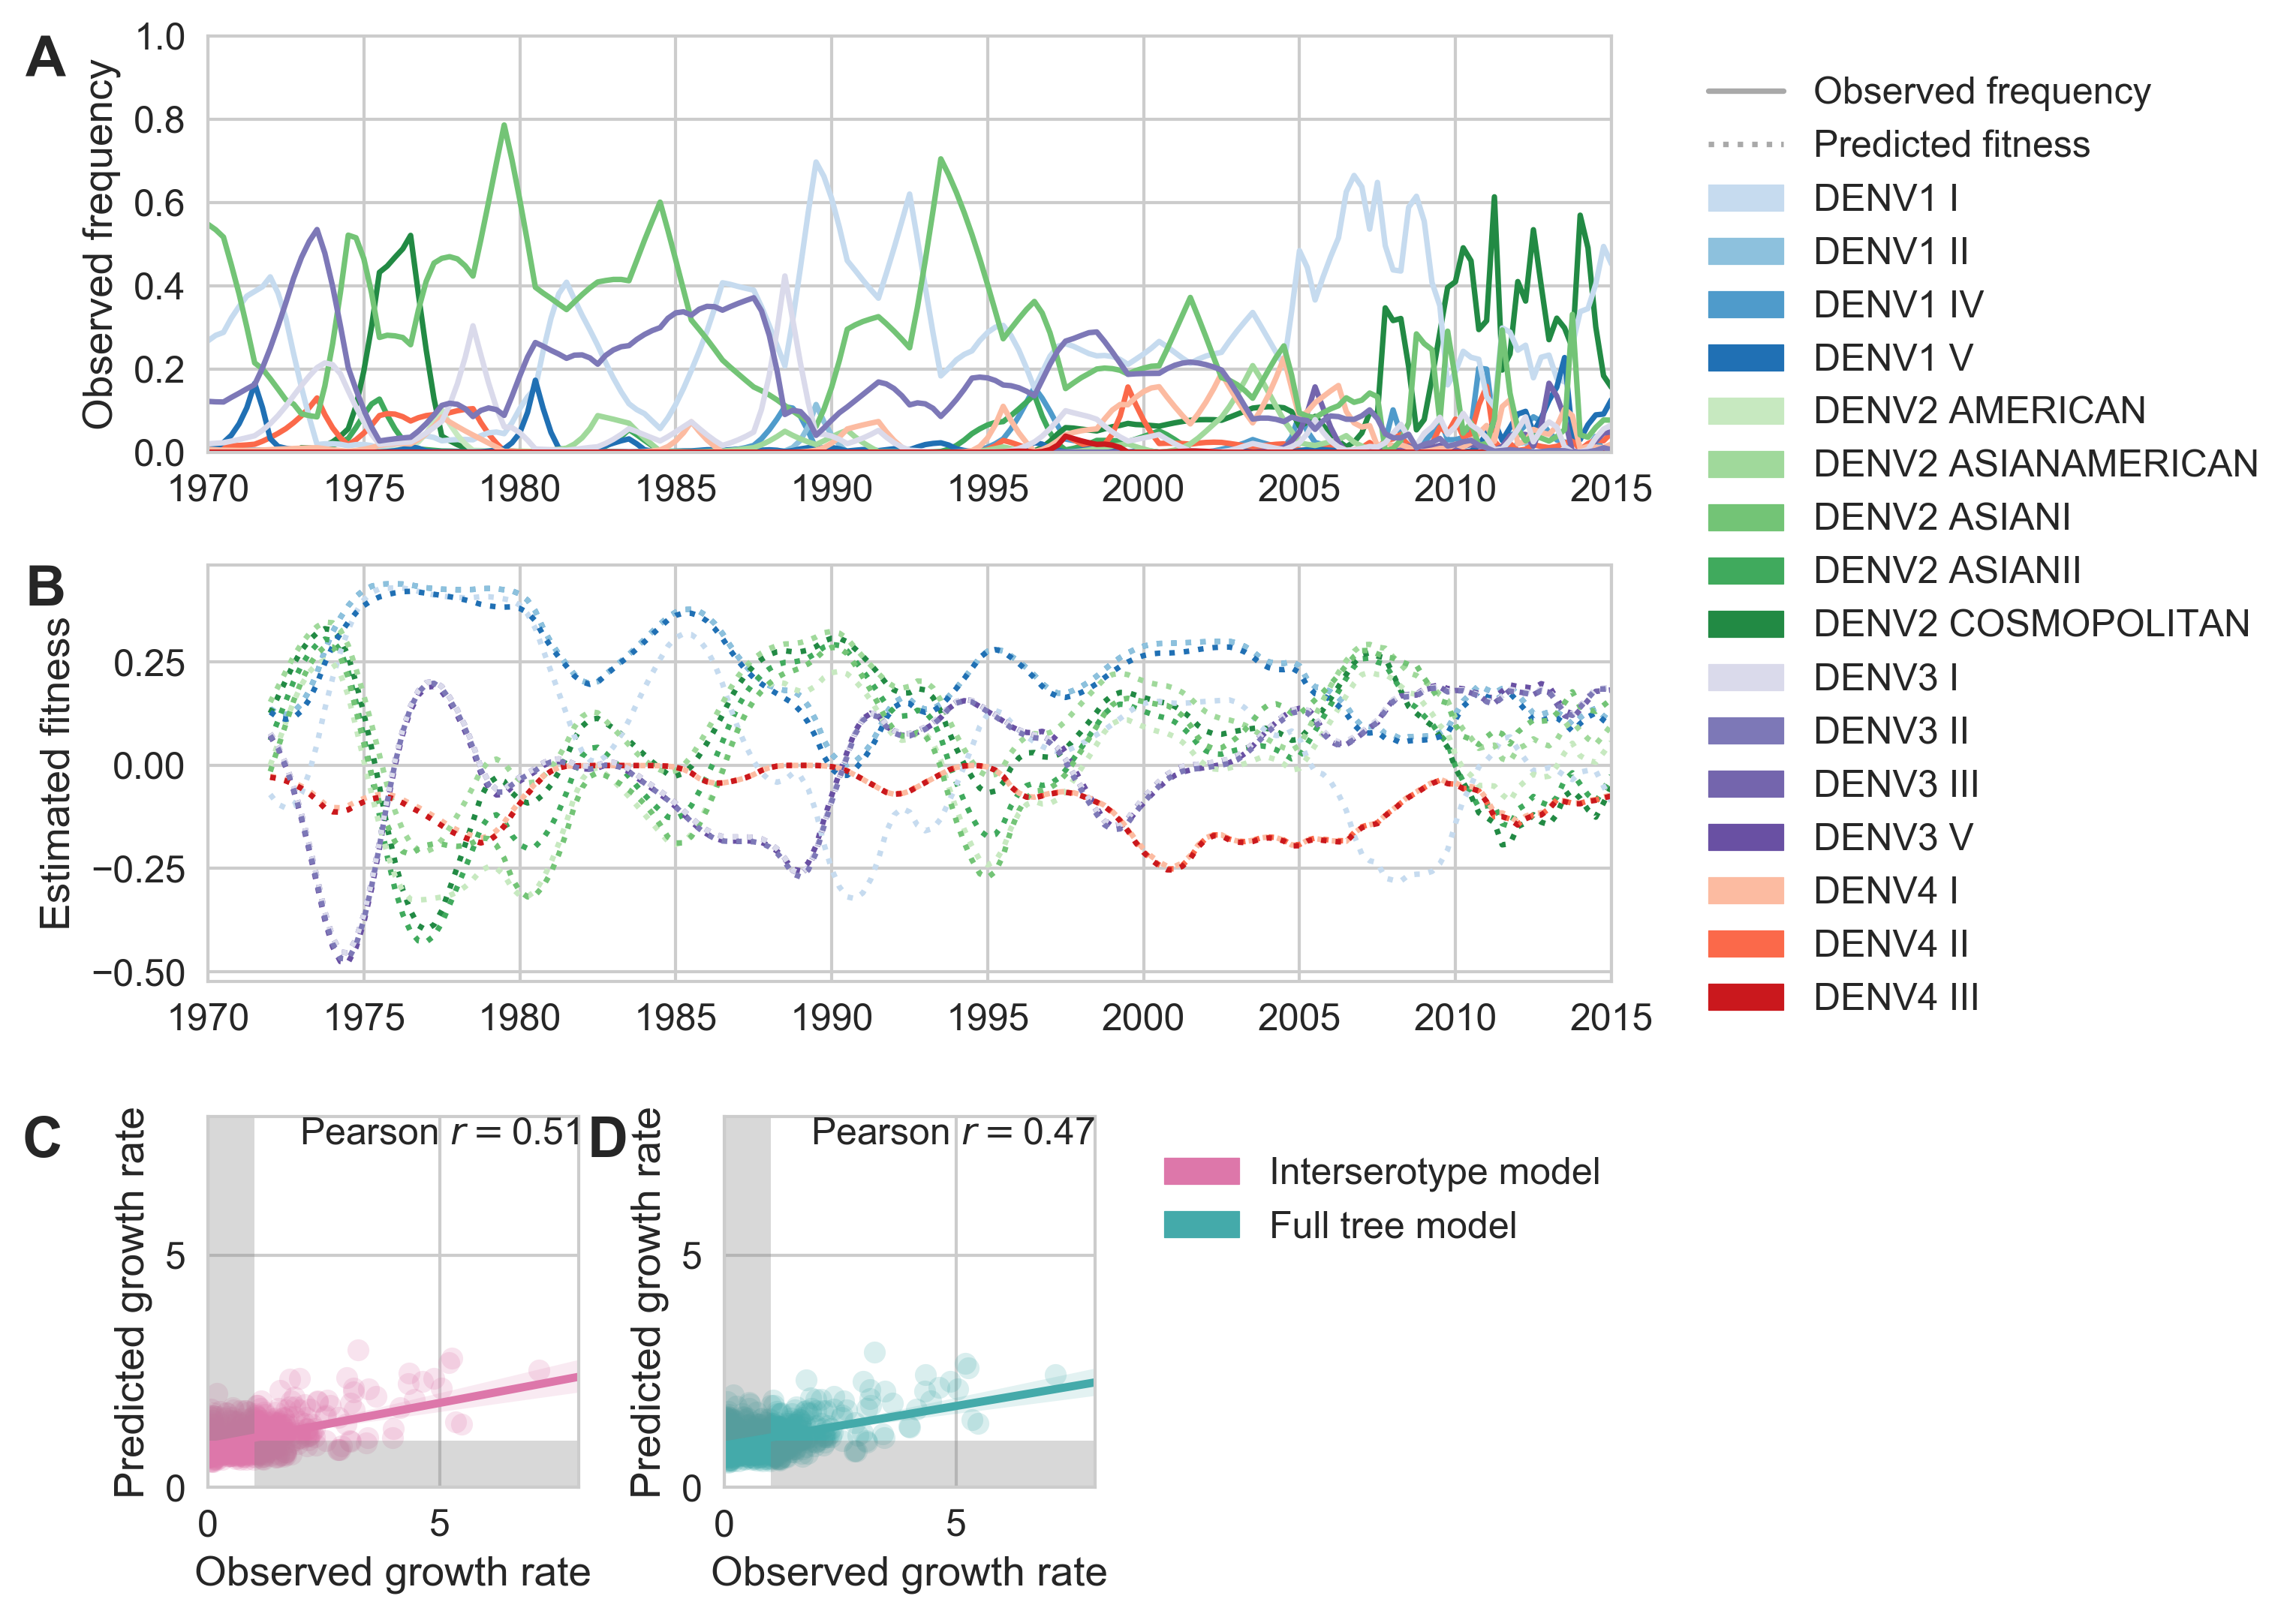 A
Observed frequency
1.0
0.8
0.6
0.4
0.2
0.0
1970 1975 1980 1985 1990 1995 2000 2005 2010 2015
Observed frequency
Predicted fitness
DENV1 I
DENV1 II
DENV1 IV
DENV1 V
DENV2 AMERICAN
DENV2 ASIANAMERICAN
DENV2 ASIANI
DENV2 ASIANII
DENV2 COSMOPOLITAN
DENV3 I
DENV3 II
DENV3 III
DENV3 V
DENV4 I
DENV4 II
DENV4 III
B
Estimated fitness
0.25
0.00
−0.25
−0.50
1970 1975 1980 1985 1990 1995 2000 2005 2010 2015
C
Predicted growth rate
Pearson r = 0.51
5
0
0 5
Observed growth rate
D
Predicted growth rate
Pearson r = 0.47
5
0
0 5
Observed growth rate
Interserotype model
Full tree model